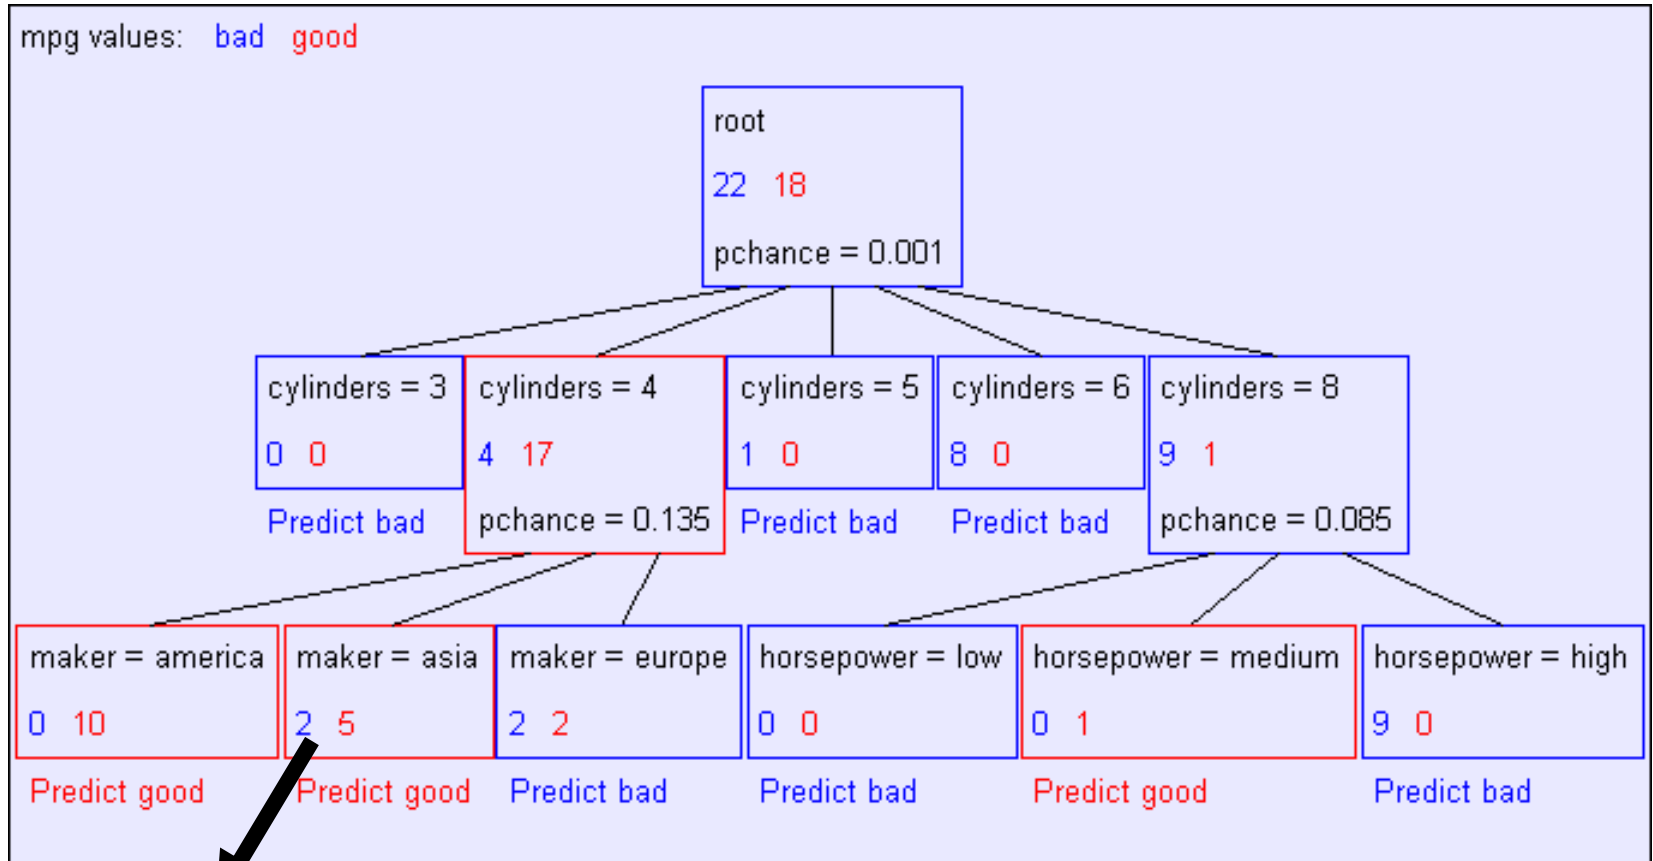 mpg values: bad good
root
22 18
pchance = 0.001
cylinders = 3 cylinders = 4 cylinders = 5 cylinders = 6 cylinders = 8
0 0 4 17 1 0 8 0 9 1
Predict bad pchance = 0.135 Predict bad Predict bad pchance = 0.085
maker = america maker = asia maker = europe horsepower = low horsepower = medium horsepower = high
0 10 2 5 2 2 0 0 0 1 9 0
Predict good Predict good Predict bad Predict bad Predict good Predict bad